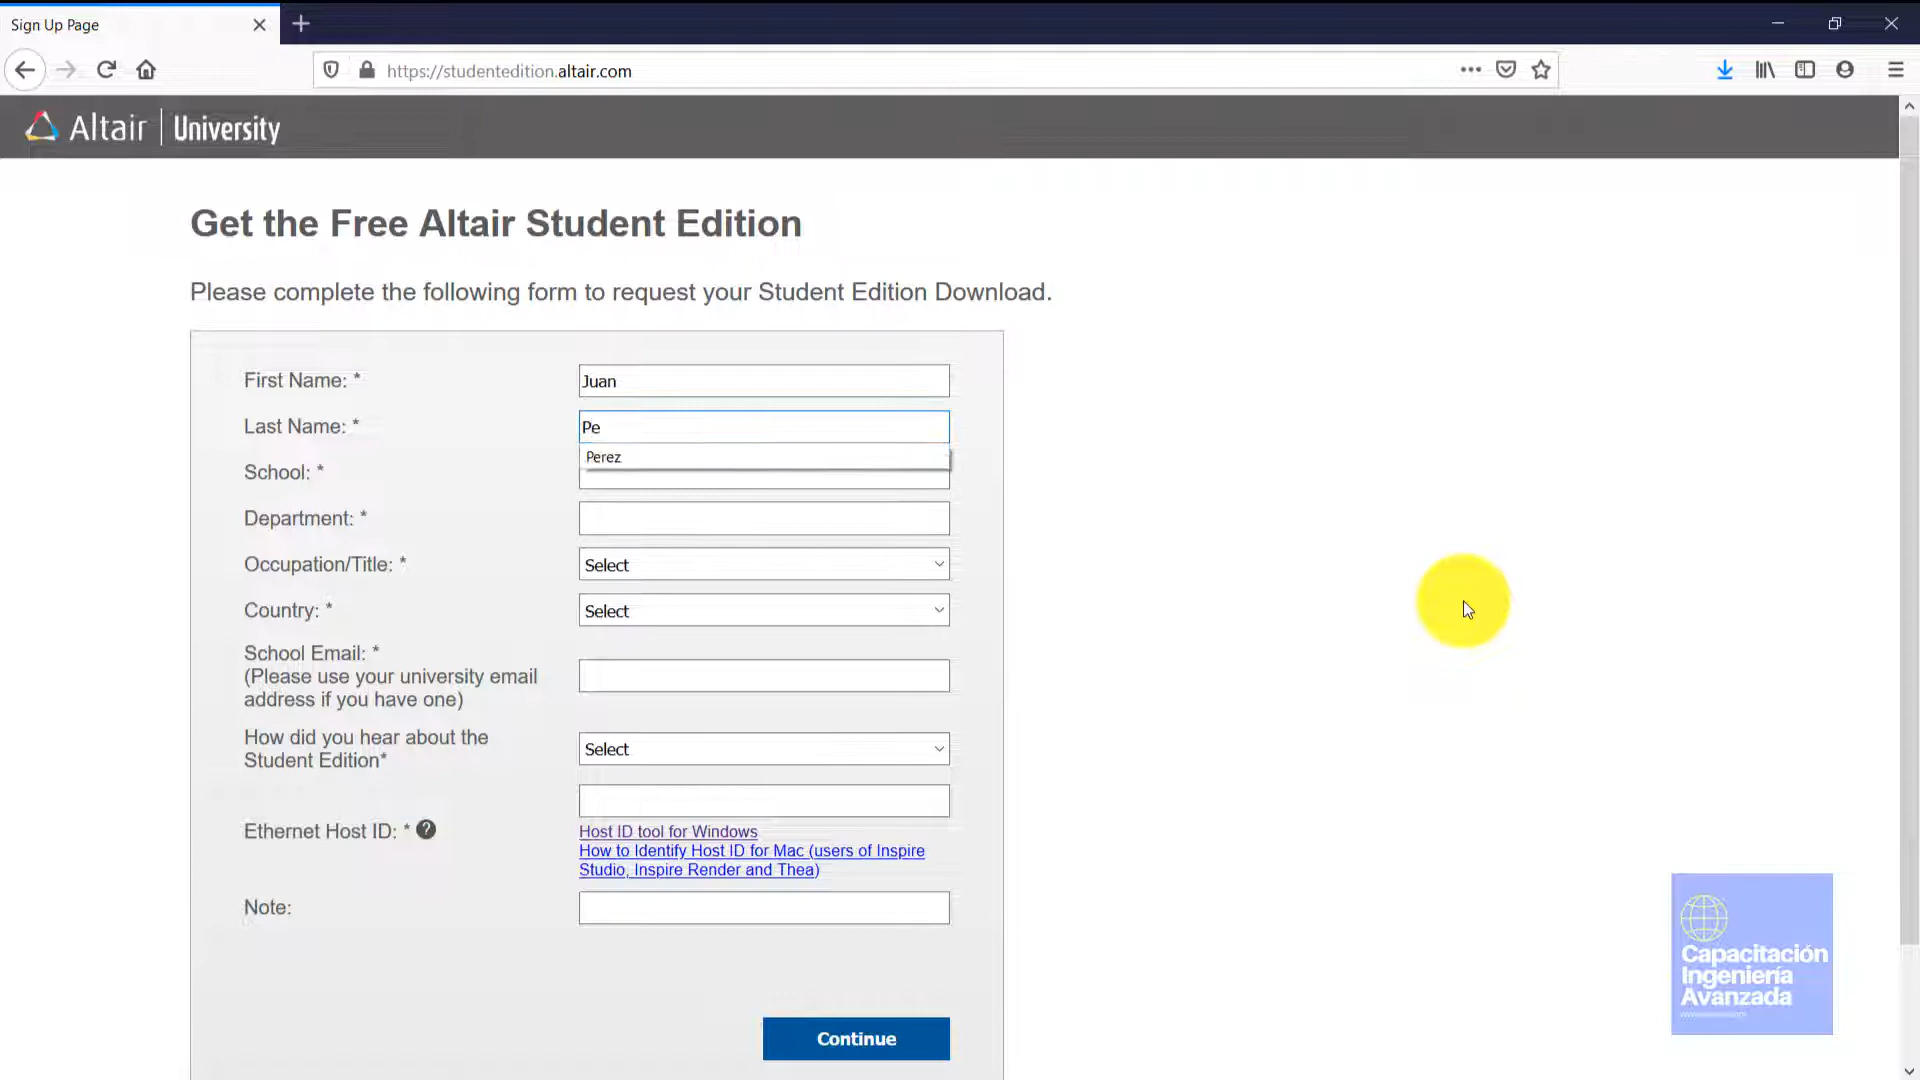 Sign Up Page
https://studentedition.altair.com
Altair | University
Get the Free Altair Student Edition
Please complete the following form to request your Student Edition Download.
First Name: * Juan
Last Name: * Pe
Perez
School: *
Department: *
Occupation/Title: * Select
Country: * Select
School Email: *
(Please use your university email
address if you have one)
How did you hear about the
Student Edition*
Select
Ethernet Host ID: * ?
Host ID tool for Windows
How to Identify Host ID for Mac (users of Inspire
Studio, Inspire Render and Thea)
Note:
Continue
Capacitación
Ingeniería
Avanzada